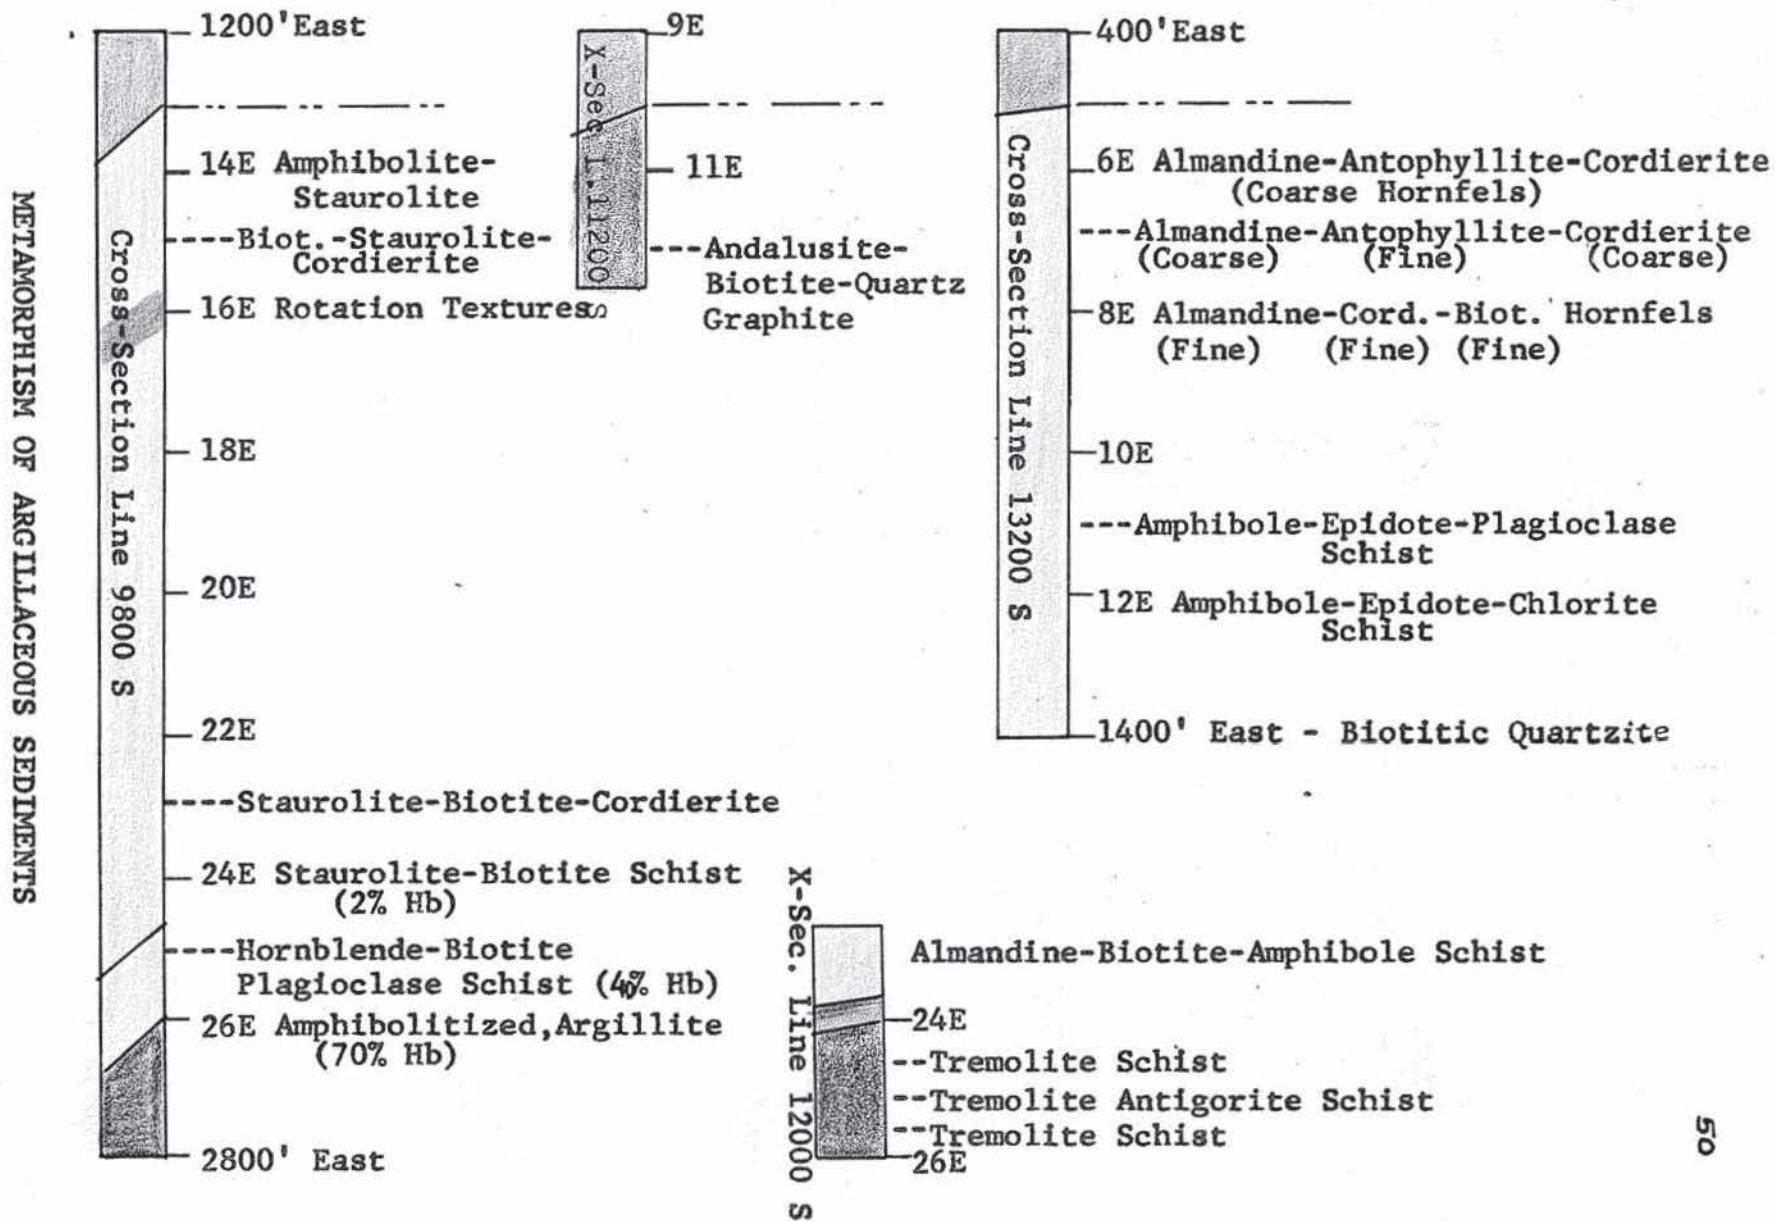 METAMORPHISM OF ARGILLACEOUS SEDIMENTS
Cross-Section Line 9800 S
1200'East
14E Amphibolite-
Staurolite
----Biot.-Staurolite-
Cordierite
16E Rotation Textures
18E
20E
22E
----Staurolite-Biotite-Cordierite
24E Staurolite-Biotite Schist
(2% Hb)
----Hornblende-Biotite
Plagioclase Schist (40% Hb)
26E Amphibolitized,Argillite
(70% Hb)
2800' East
X-Sec L.11200 S
9E
11E
---Andalusite-
Biotite-Quartz
Graphite
Cross-Section Line 13200 S
400'East
6E Almandine-Antophyllite-Cordierite
(Coarse Hornfels)
---Almandine-Antophyllite-Cordierite
(Coarse) (Fine) (Coarse)
8E Almandine-Cord.-Biot. Hornfels
(Fine) (Fine) (Fine)
10E
---Amphibole-Epidote-Plagioclase
Schist
12E Amphibole-Epidote-Chlorite
Schist
1400' East - Biotitic Quartzite
X-Sec. Line 12000 S
Almandine-Biotite-Amphibole Schist
24E
--Tremolite Schist
--Tremolite Antigorite Schist
--Tremolite Schist
26E
50